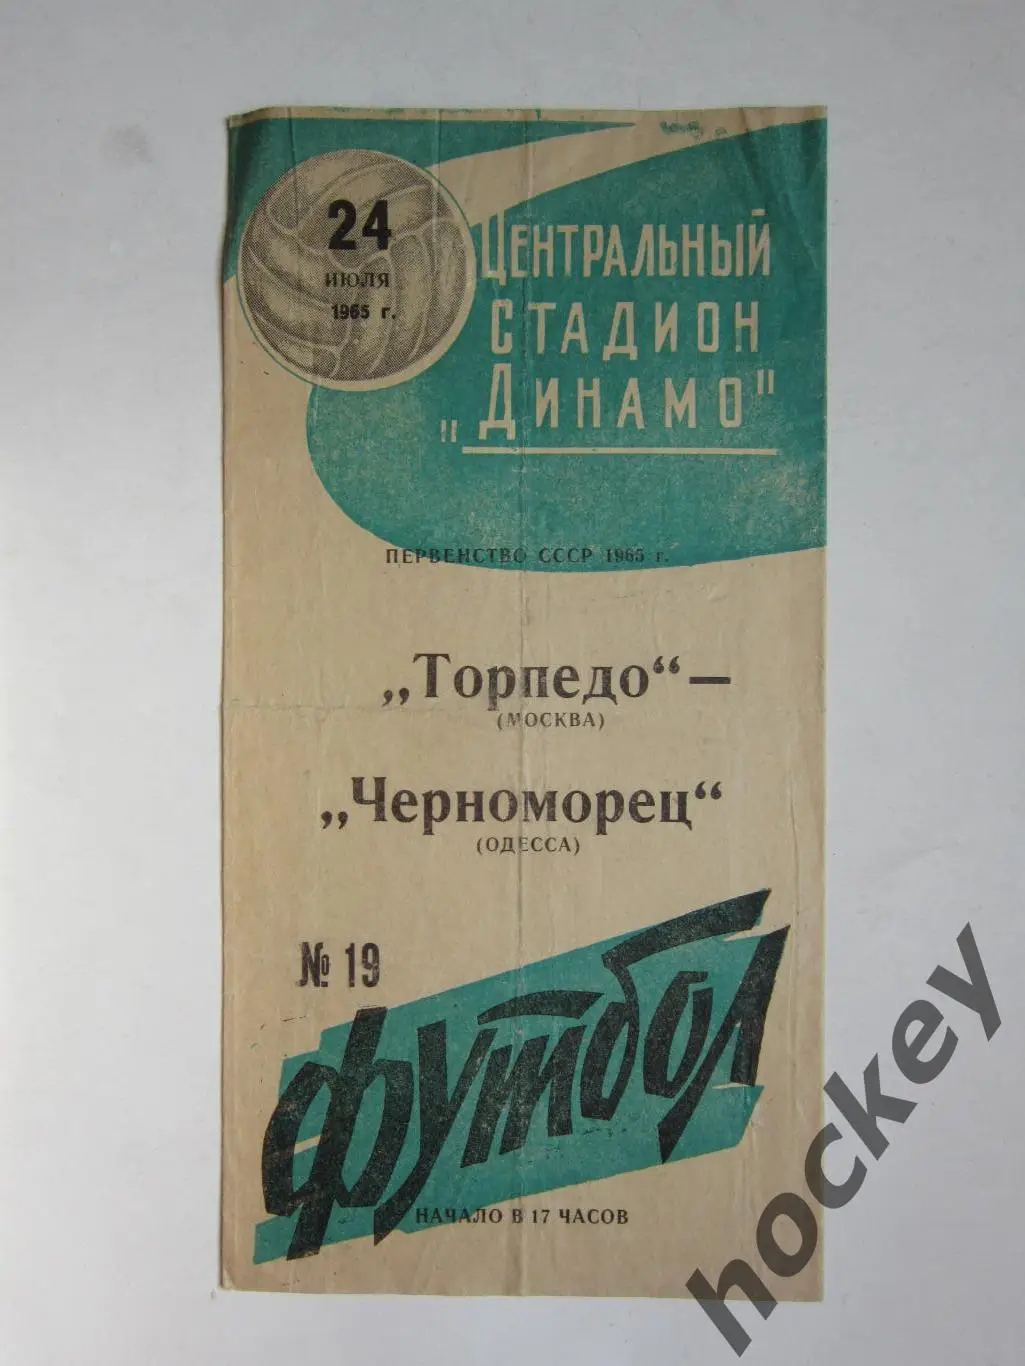 24
ИЮЛЯ
1965 г.
ЦЕНТРАЛЬНЫЙ
СТАДИОН
„ДИНАМО"
ПЕРВЕНСТВО СССР 1965 г.
„Торпедо“ —
(МОСКВА)
„Черноморец“
(ОДЕССА)
№ 19
футбол
НАЧАЛО В 17 ЧАСОВ
hockey